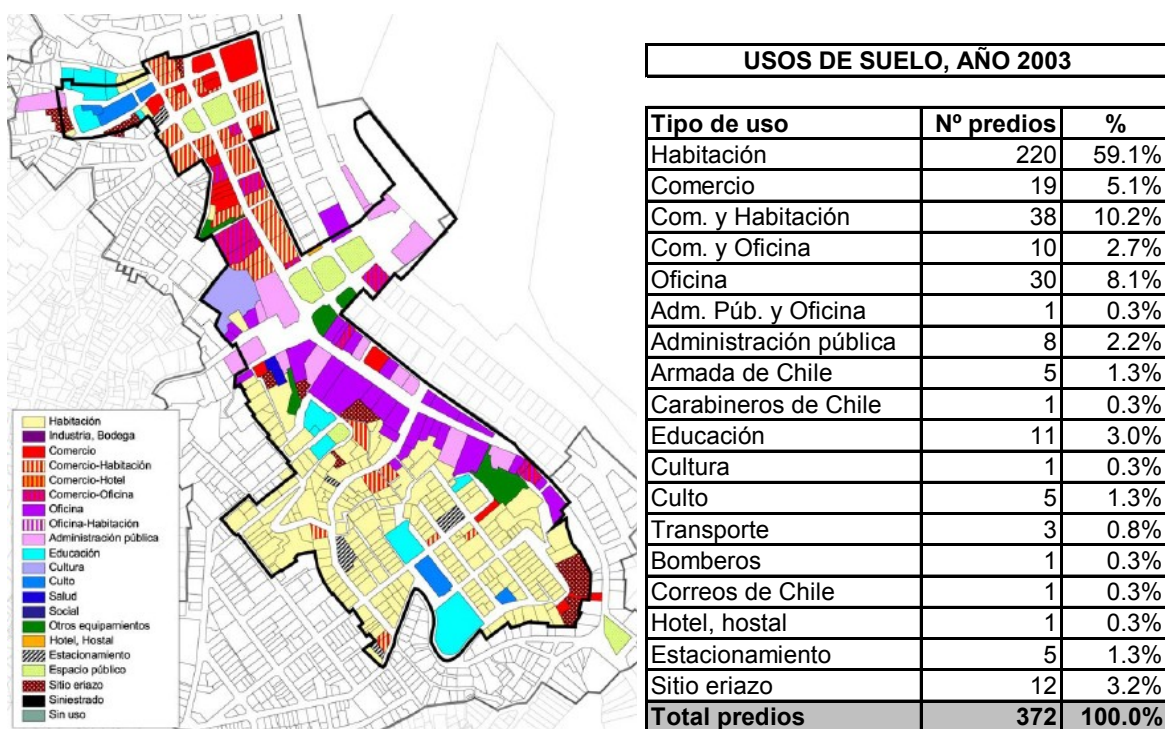 USOS DE SUELO, AÑO 2003
Tipo de uso Nº predios %
Habitación 220 59.1%
Comercio 19 5.1%
Com. y Habitación 38 10.2%
Com. y Oficina 10 2.7%
Oficina 30 8.1%
Adm. Púb. y Oficina 1 0.3%
Administración pública 8 2.2%
Armada de Chile 5 1.3%
Carabineros de Chile 1 0.3%
Educación 11 3.0%
Cultura 1 0.3%
Culto 5 1.3%
Transporte 3 0.8%
Bomberos 1 0.3%
Correos de Chile 1 0.3%
Hotel, hostal 1 0.3%
Estacionamiento 5 1.3%
Sitio eriazo 12 3.2%
Total predios 372 100.0%
Habitación
Industria, Bodega
Comercio
Comercio-Habitación
Comercio-Hotel
Comercio-Oficina
Oficina
Oficina-Habitación
Administración pública
Educación
Cultura
Culto
Salud
Social
Otros equipamientos
Hotel, Hostal
Estacionamiento
Espacio público
Sitio eriazo
Siniestrado
Sin uso